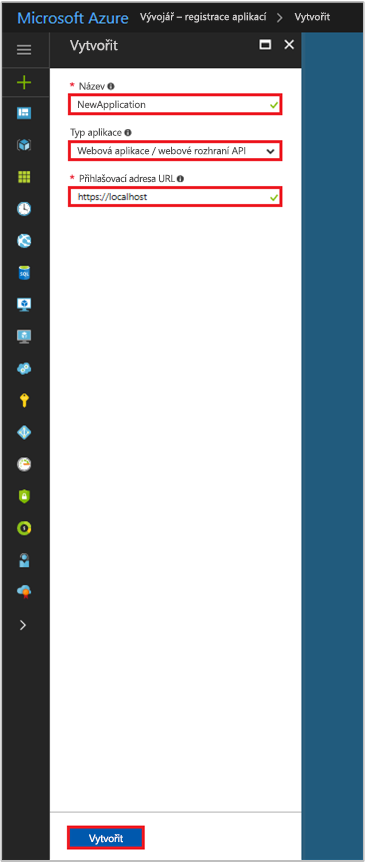 Microsoft Azure Vývojář – registrace aplikací > Vytvořit
Vytvořit
* Název
NewApplication
Typ aplikace
Webová aplikace / webové rozhraní API
* Přihlašovací adresa URL
https://localhost
SQL
Vytvořit